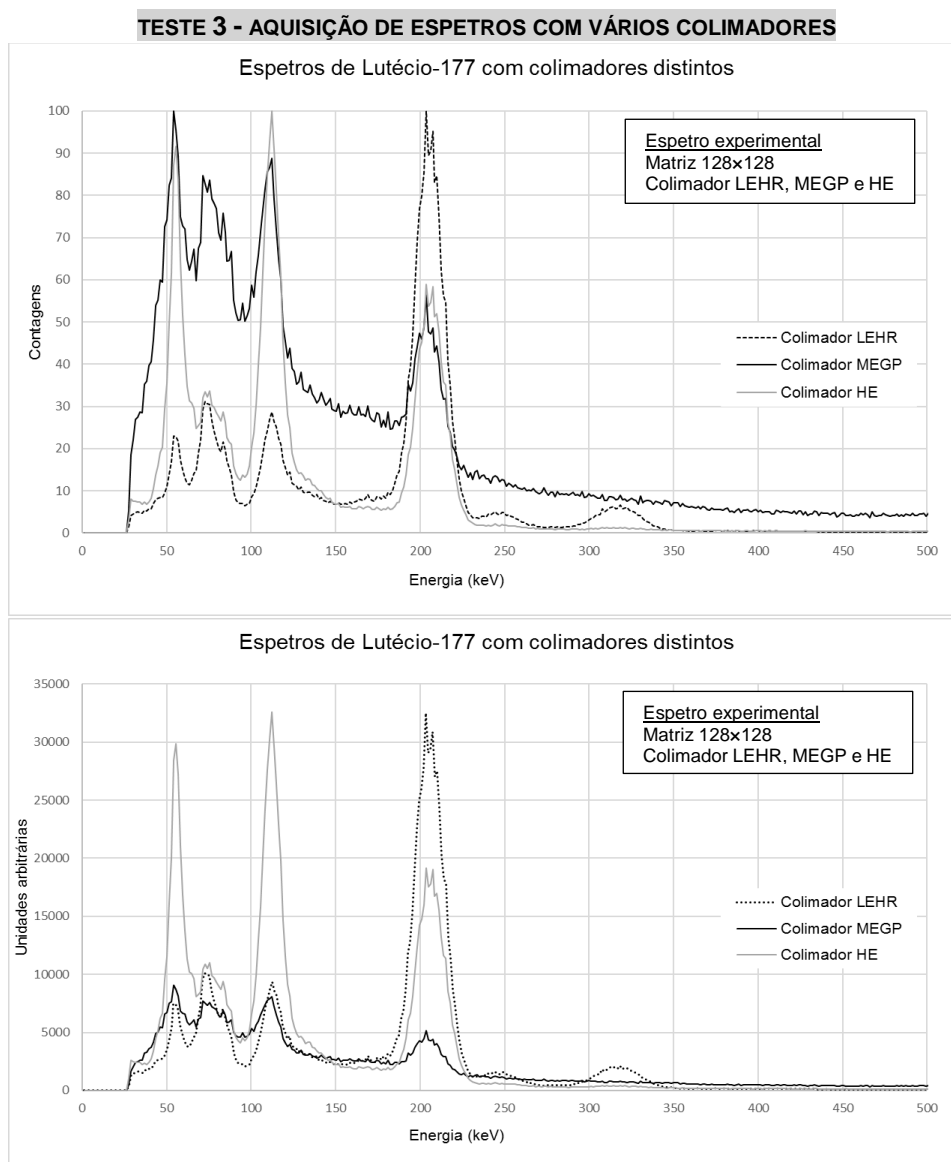 TESTE 3 - AQUISIÇÃO DE ESPETROS COM VÁRIOS COLIMADORES
Espetros de Lutécio-177 com colimadores distintos
Espetro experimental
Matriz 128×128
Colimador LEHR, MEGP e HE
Contagens
100
90
80
70
60
50
40
30
20
10
0
Colimador LEHR
Colimador MEGP
Colimador HE
0 50 100 150 200 250 300 350 400 450 500
Energia (keV)
Espetros de Lutécio-177 com colimadores distintos
Espetro experimental
Matriz 128×128
Colimador LEHR, MEGP e HE
Unidades arbitrárias
35000
30000
25000
20000
15000
10000
5000
0
Colimador LEHR
Colimador MEGP
Colimador HE
0 50 100 150 200 250 300 350 400 450 500
Energia (keV)